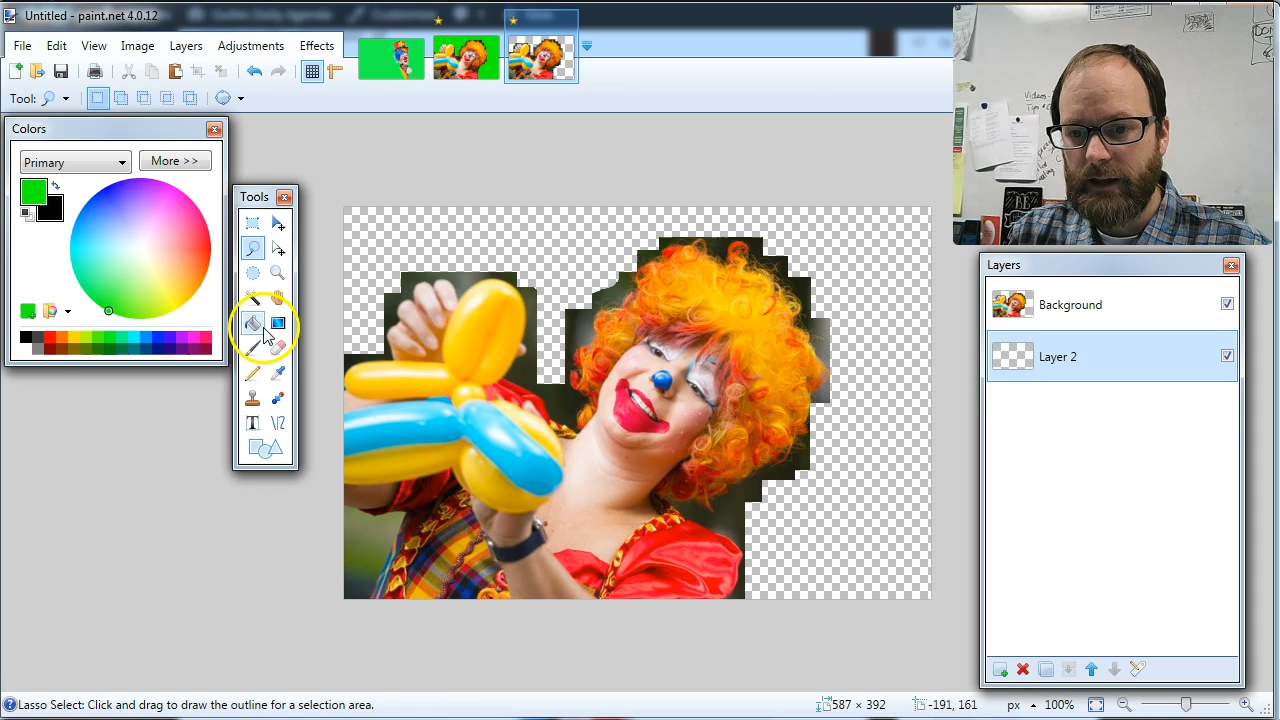 Untitled - paint.net 4.0.12
File Edit View Image Layers Adjustments Effects
Tool:
Colors
Primary
More >>
Tools
Layers
Background
Layer 2
Lasso Select: Click and drag to draw the outline for a selection area.
587 × 392
-191, 161
px
100%